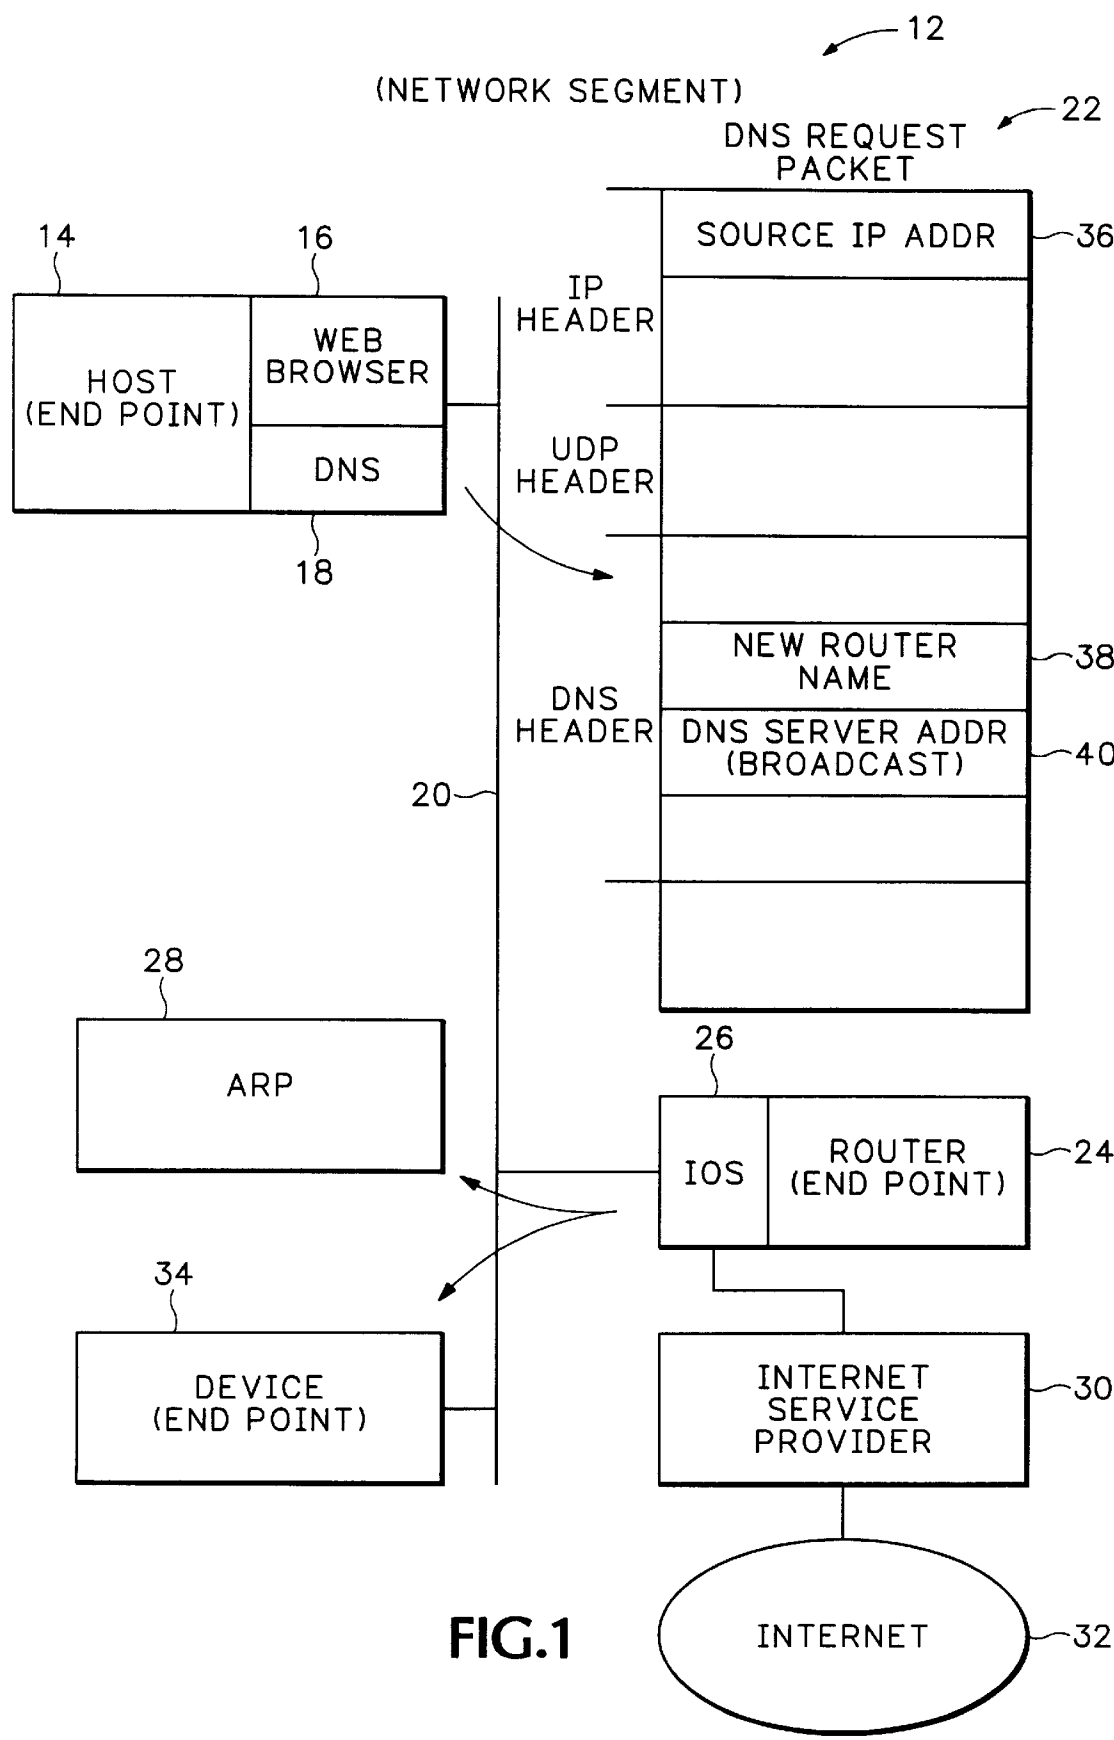 12
(NETWORK SEGMENT)
22
DNS REQUEST
PACKET
14
16
SOURCE IP ADDR
36
IP
HEADER
HOST
(END POINT)
WEB
BROWSER
DNS
18
UDP
HEADER
NEW ROUTER
NAME
38
DNS
HEADER
DNS SERVER ADDR
(BROADCAST)
40
20
28
ARP
26
IOS
ROUTER
(END POINT)
24
34
DEVICE
(END POINT)
INTERNET
SERVICE
PROVIDER
30
FIG.1
INTERNET
32